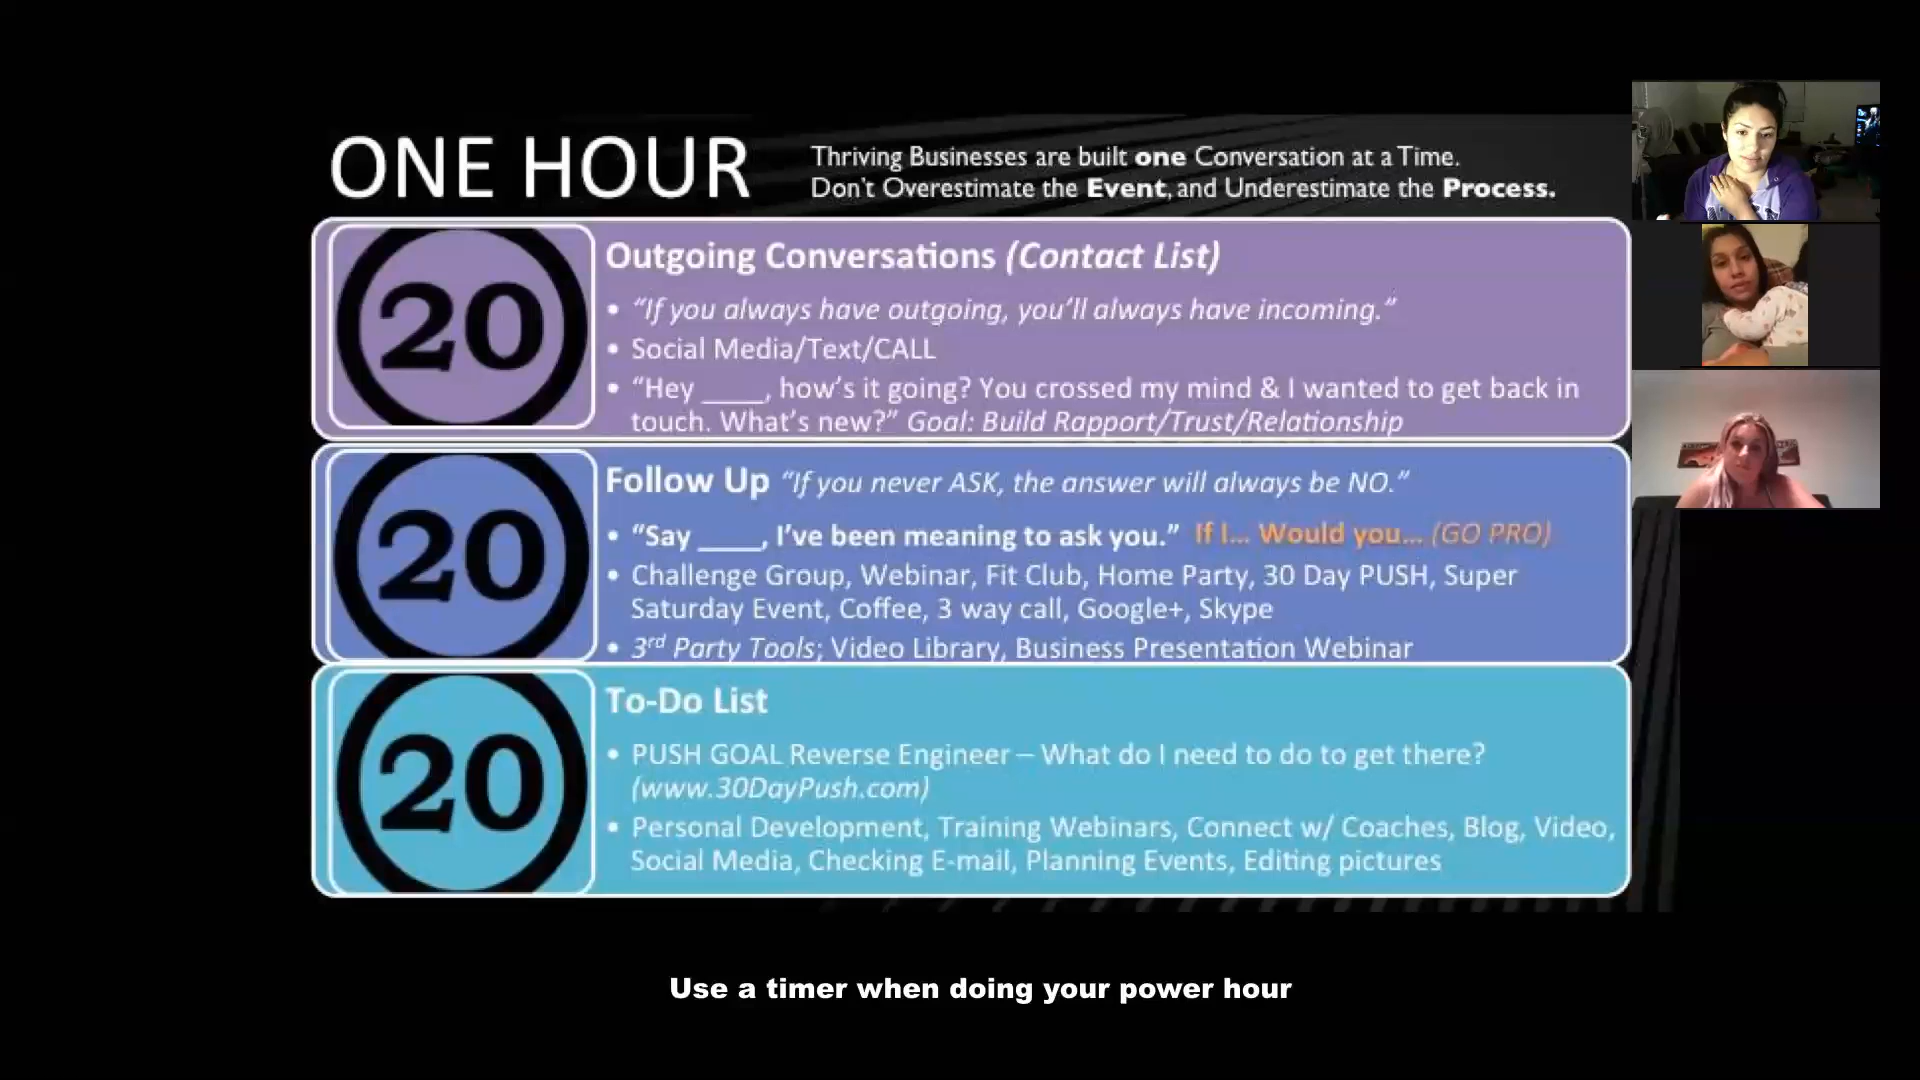 ONE HOUR
Thriving Businesses are built one Conversation at a Time.
Don't Overestimate the Event, and Underestimate the Process.
20
Outgoing Conversations (Contact List)
• “If you always have outgoing, you’ll always have incoming.”
• Social Media/Text/CALL
• “Hey ____, how’s it going? You crossed my mind & I wanted to get back in
touch. What’s new?” Goal: Build Rapport/Trust/Relationship
20
Follow Up “If you never ASK, the answer will always be NO.”
• “Say ____, I’ve been meaning to ask you.” If I... Would you... (GO PRO)
• Challenge Group, Webinar, Fit Club, Home Party, 30 Day PUSH, Super
Saturday Event, Coffee, 3 way call, Google+, Skype
• 3rd Party Tools; Video Library, Business Presentation Webinar
20
To-Do List
• PUSH GOAL Reverse Engineer – What do I need to do to get there?
(www.30DayPush.com)
• Personal Development, Training Webinars, Connect w/ Coaches, Blog, Video,
Social Media, Checking E-mail, Planning Events, Editing pictures
Use a timer when doing your power hour